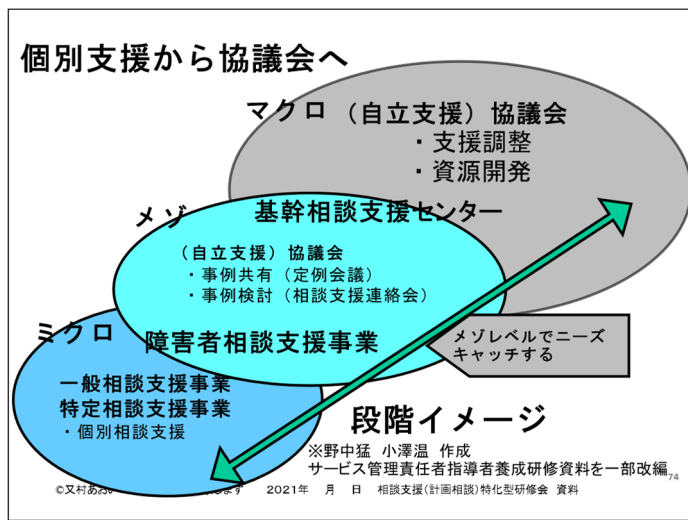 個別支援から協議会へ
マクロ (自立支援)協議会
・支援調整
・資源開発
メゾ
基幹相談支援センター
(自立支援)協議会
・事例共有(定例会議)
・事例検討(相談支援連絡会)
ミクロ
障害者相談支援事業
メゾレベルでニーズ
キャッチする
一般相談支援事業
特定相談支援事業
・個別相談支援
段階イメージ
※野中猛 小澤温 作成
サービス管理責任者指導者養成研修資料を一部改編
74
©又村あおい 2021年 月 日 相談支援(計画相談)特化型研修会 資料